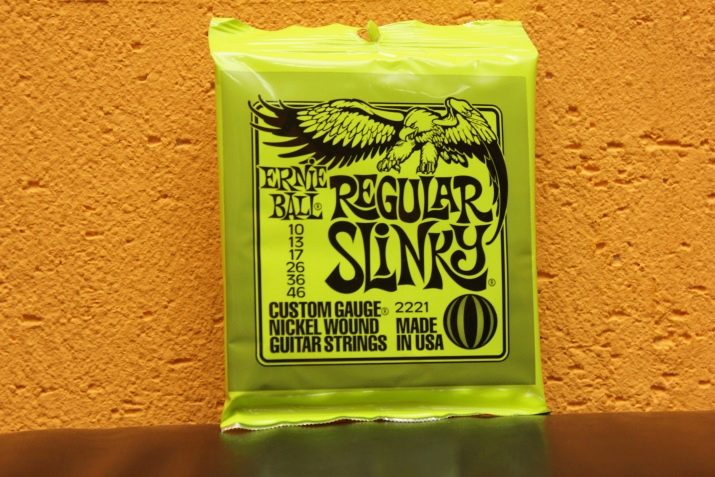 ERNIE
BALL®
REGULAR
SLINKY®
10
13
17
26
36
46
CUSTOM GAUGE® 2221
NICKEL WOUND MADE
GUITAR STRINGS IN USA